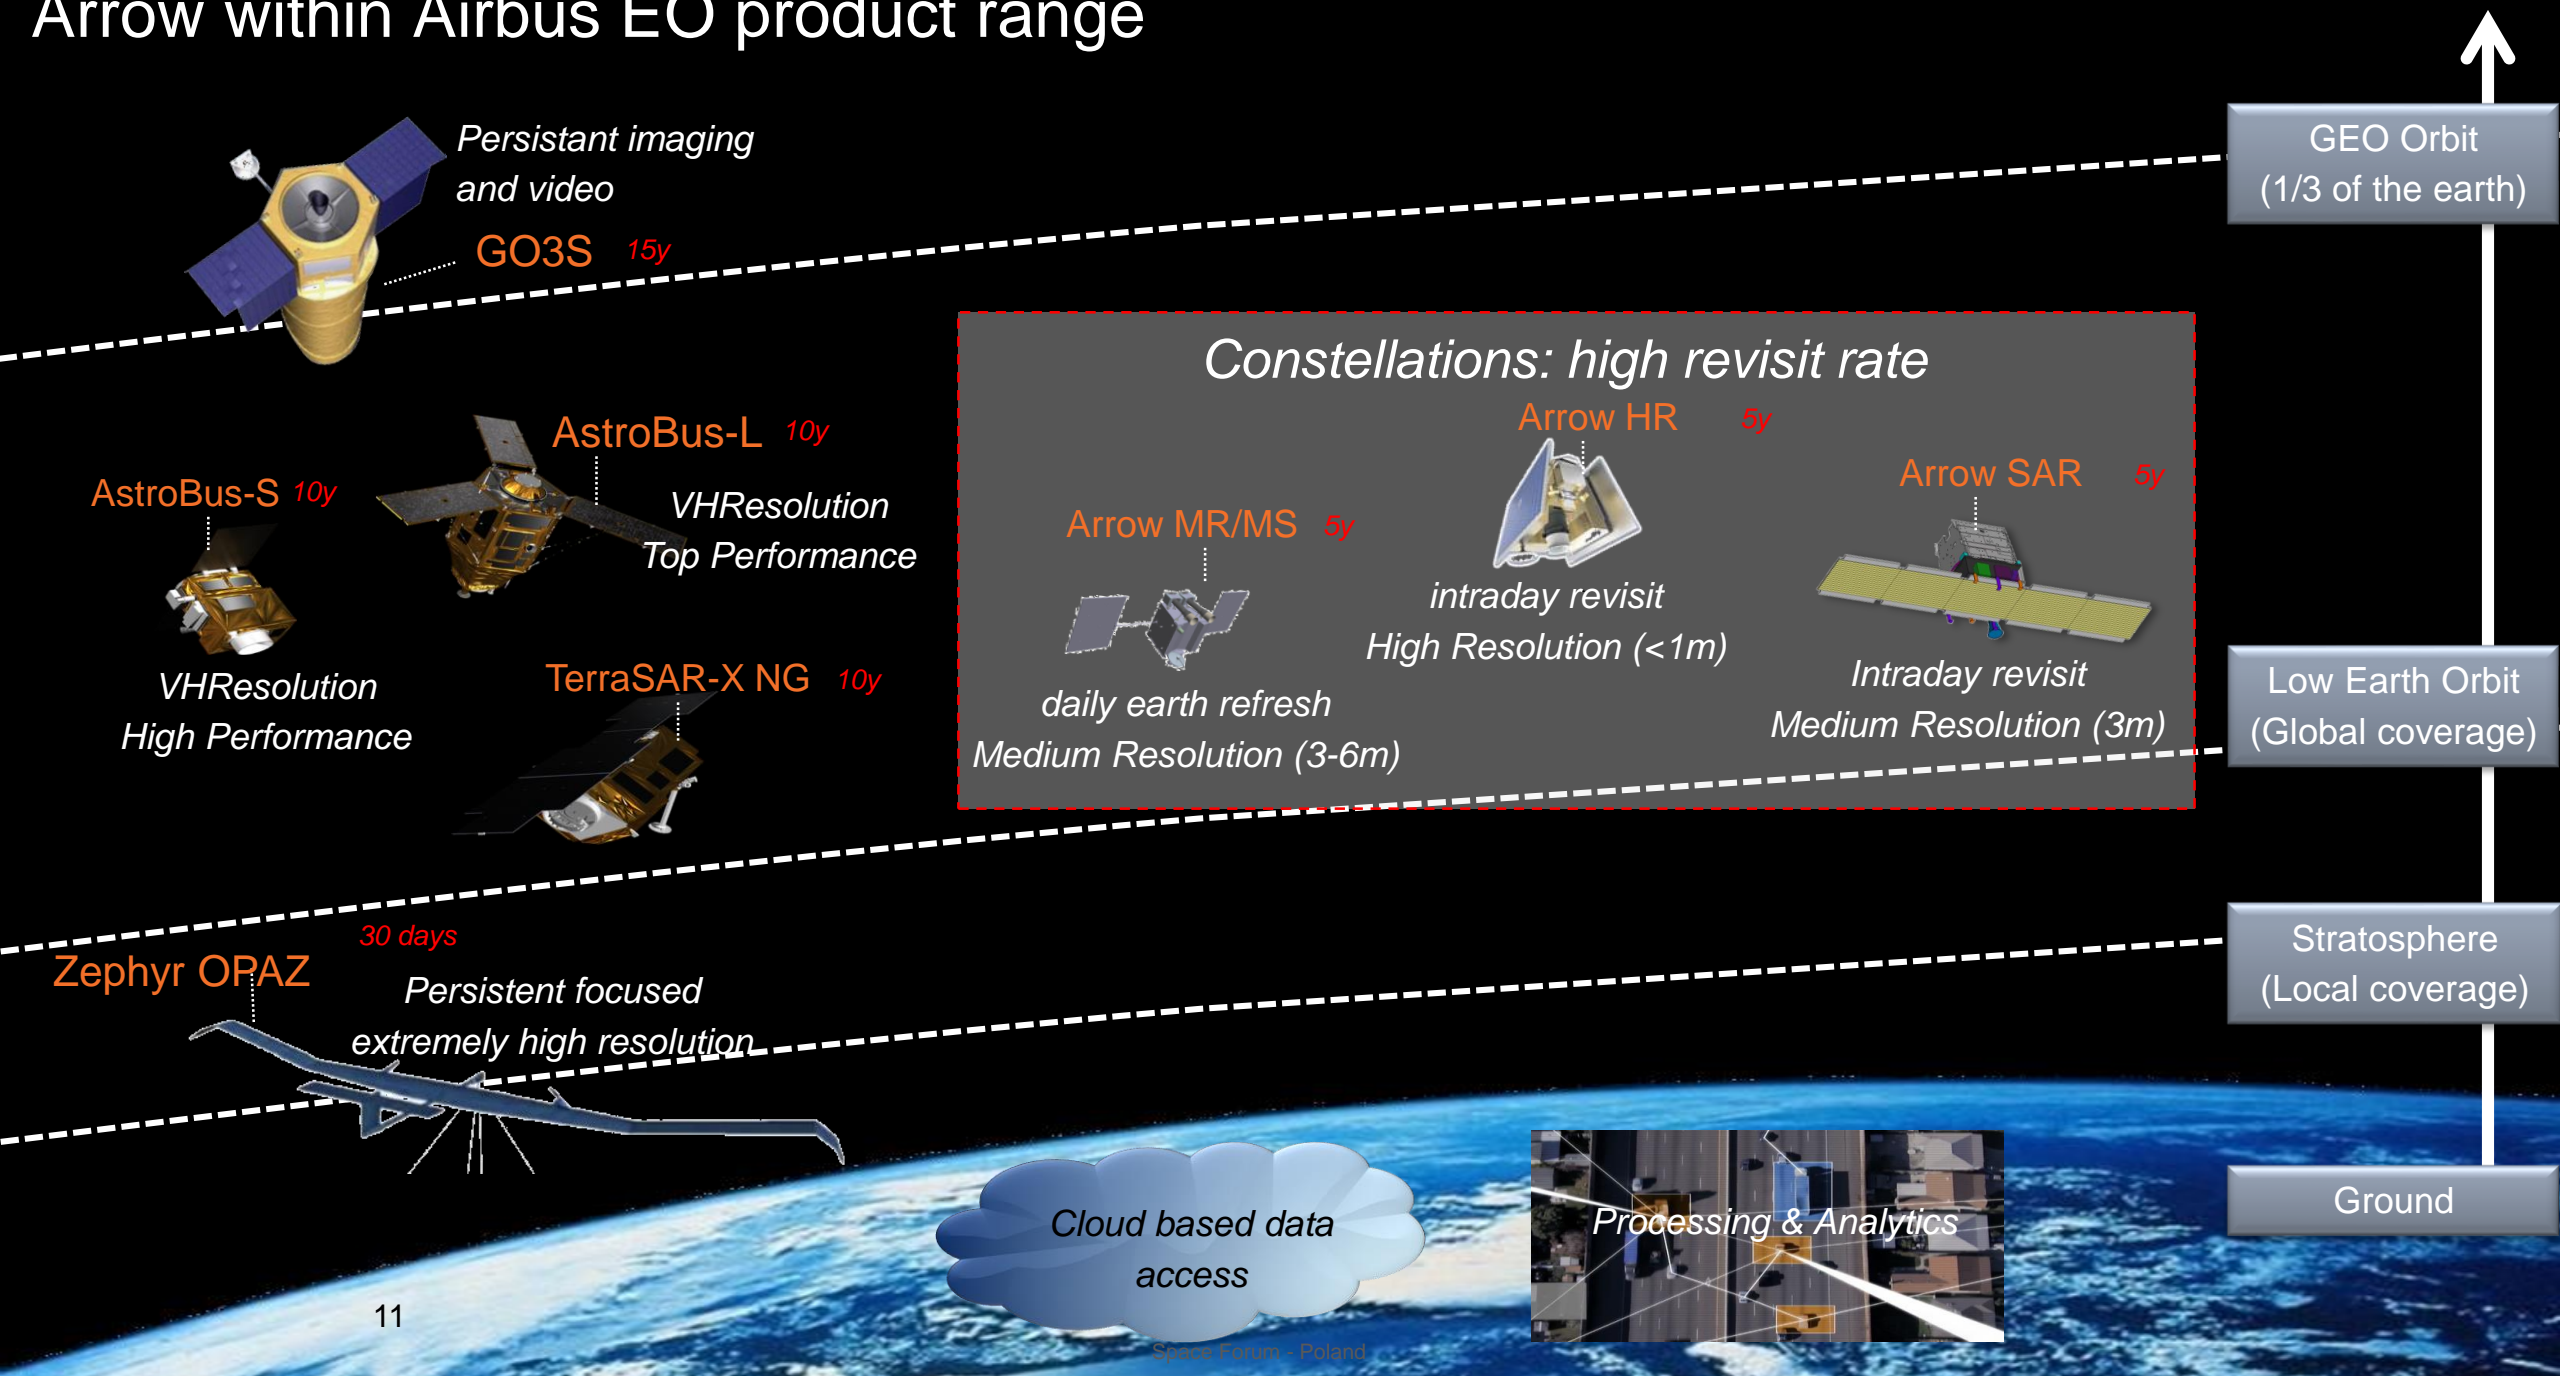 Arrow within Airbus EO product range
Persistant imaging
and video
GO3S 15y
GEO Orbit
(1/3 of the earth)
Constellations: high revisit rate
AstroBus-L 10y
VHResolution
Top Performance
AstroBus-S 10y
VHResolution
High Performance
TerraSAR-X NG 10y
Arrow MR/MS 5y
daily earth refresh
Medium Resolution (3-6m)
Arrow HR 5y
intraday revisit
High Resolution (<1m)
Arrow SAR 5y
Intraday revisit
Medium Resolution (3m)
Low Earth Orbit
(Global coverage)
30 days
Zephyr OPAZ
Persistent focused
extremely high resolution
Stratosphere
(Local coverage)
Cloud based data
access
Processing & Analytics
Ground
11
Space Forum - Poland